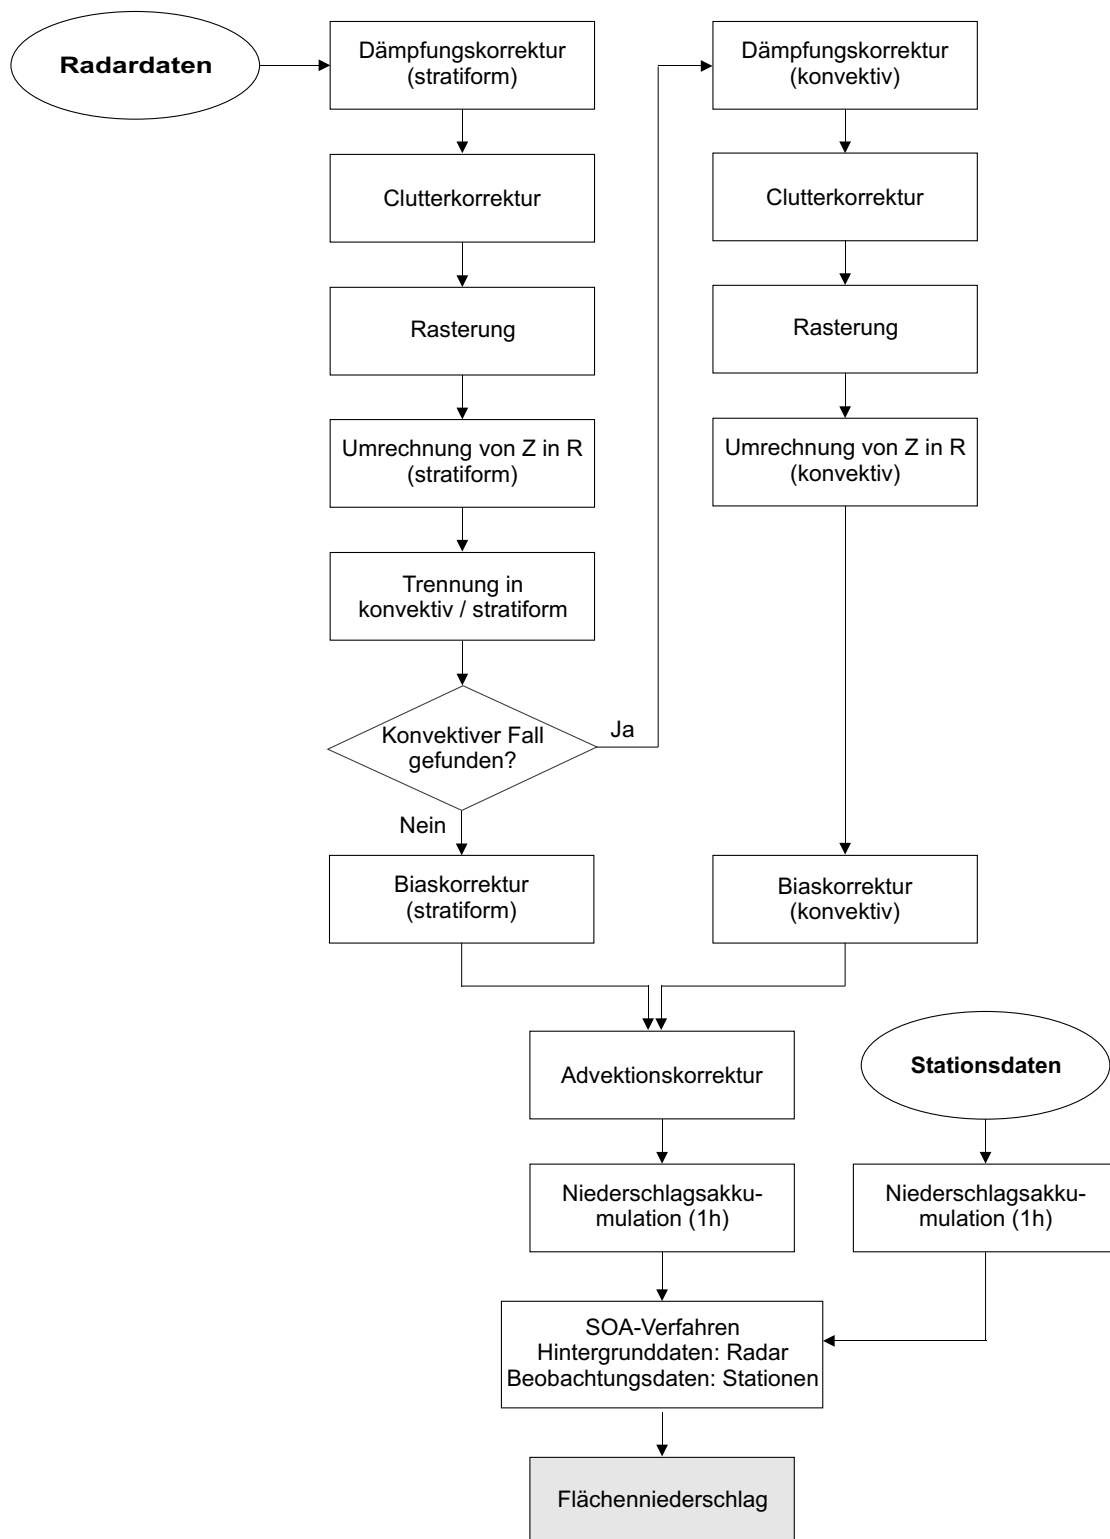 Radardaten
Dämpfungskorrektur
(stratiform)
Clutterkorrektur
Rasterung
Umrechnung von Z in R
(stratiform)
Trennung in
konvektiv / stratiform
Konvektiver Fall
gefunden?
Ja
Nein
Biaskorrektur
(stratiform)
Dämpfungskorrektur
(konvektiv)
Clutterkorrektur
Rasterung
Umrechnung von Z in R
(konvektiv)
Biaskorrektur
(konvektiv)
Advektionskorrektur
Niederschlagsakku-
mulation (1h)
Stationsdaten
Niederschlagsakku-
mulation (1h)
SOA-Verfahren
Hintergrunddaten: Radar
Beobachtungsdaten: Stationen
Flächenniederschlag